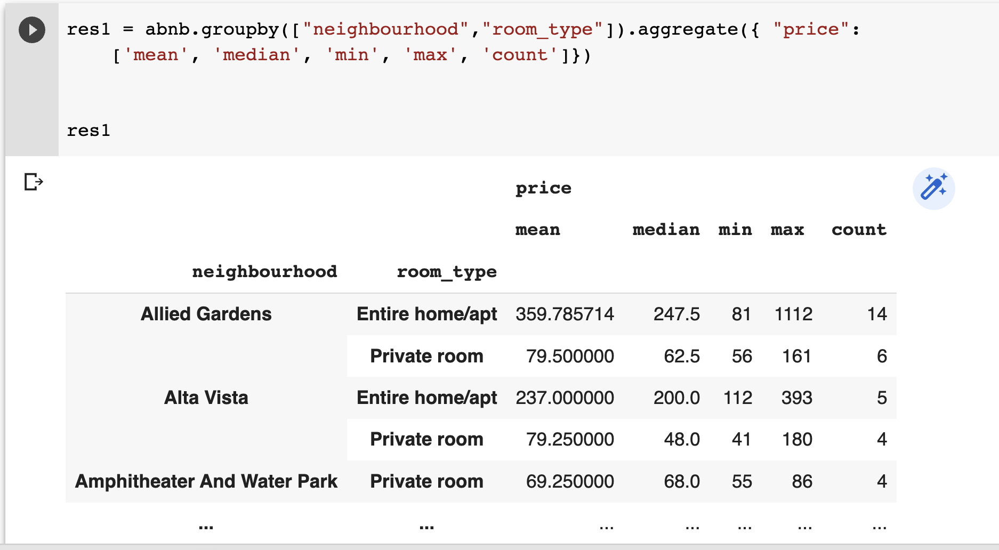 res1 = abnb.groupby(["neighbourhood","room_type"]).aggregate({ "price":
['mean', 'median', 'min', 'max', 'count']})
res1
price
mean median min max count
neighbourhood room_type
Allied Gardens Entire home/apt 359.785714 247.5 81 1112 14
Private room 79.500000 62.5 56 161 6
Alta Vista Entire home/apt 237.000000 200.0 112 393 5
Private room 79.250000 48.0 41 180 4
Amphitheater And Water Park Private room 69.250000 68.0 55 86 4
... ... ... ... ... ... ...